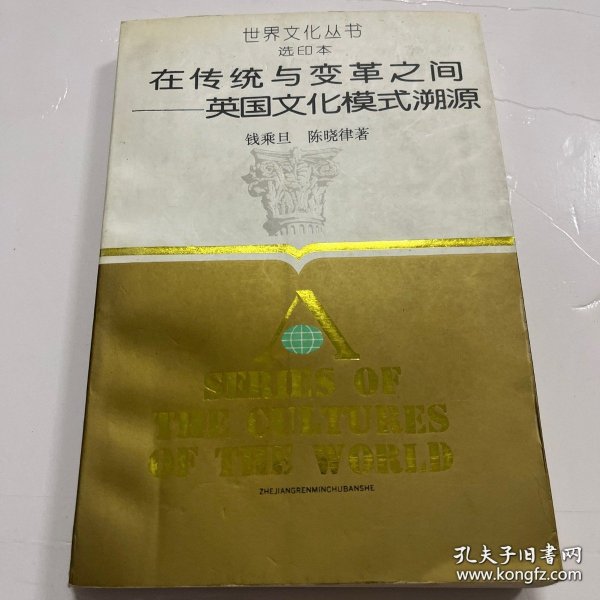 世界文化丛书
选印本
在传统与变革之间
——英国文化模式溯源
钱乘旦 陈晓律著
A
SERIES OF
THE CULTURES
OF THE WORLD
ZHEJIANGRENMINCHUBANSHE
孔夫子旧书网
www.kongfz.com